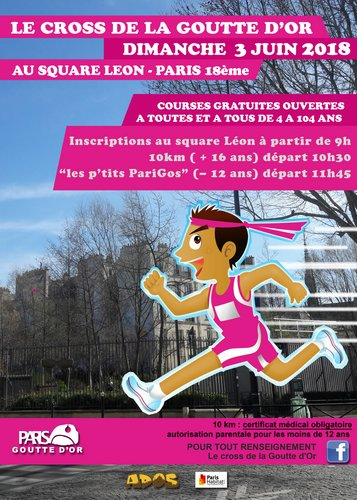 LE CROSS DE LA GOUTTE D'OR
DIMANCHE 3 JUIN 2018
AU SQUARE LEON - PARIS 18ème
COURSES GRATUITES OUVERTES
A TOUTES ET A TOUS DE 4 A 104 ANS
Inscriptions au square Léon à partir de 9h
10km ( + 16 ans) départ 10h30
"les p'tits PariGos" (– 12 ans) départ 11h45
10 km : certificat médical obligatoire
autorisation parentale pour les moins de 12 ans
POUR TOUT RENSEIGNEMENT
Le cross de la Goutte d'Or
f
PARIS
GOUTTE D'OR
ADOS
Paris
Habitat